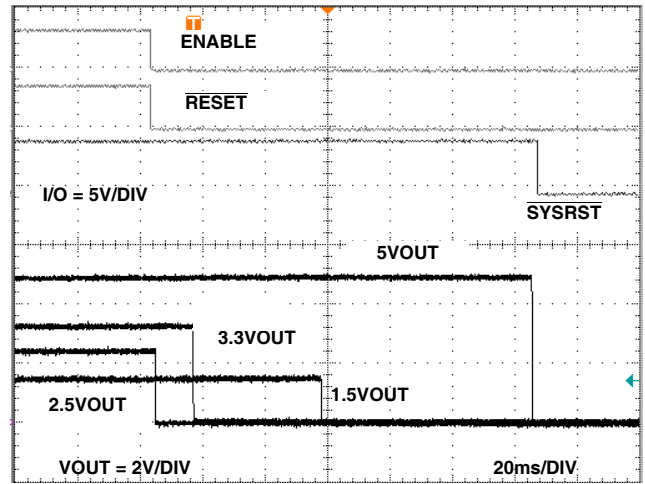 T
ENABLE
RESET
I/O = 5V/DIV
SYSRST
5VOUT
3.3VOUT
2.5VOUT
1.5VOUT
VOUT = 2V/DIV
20ms/DIV